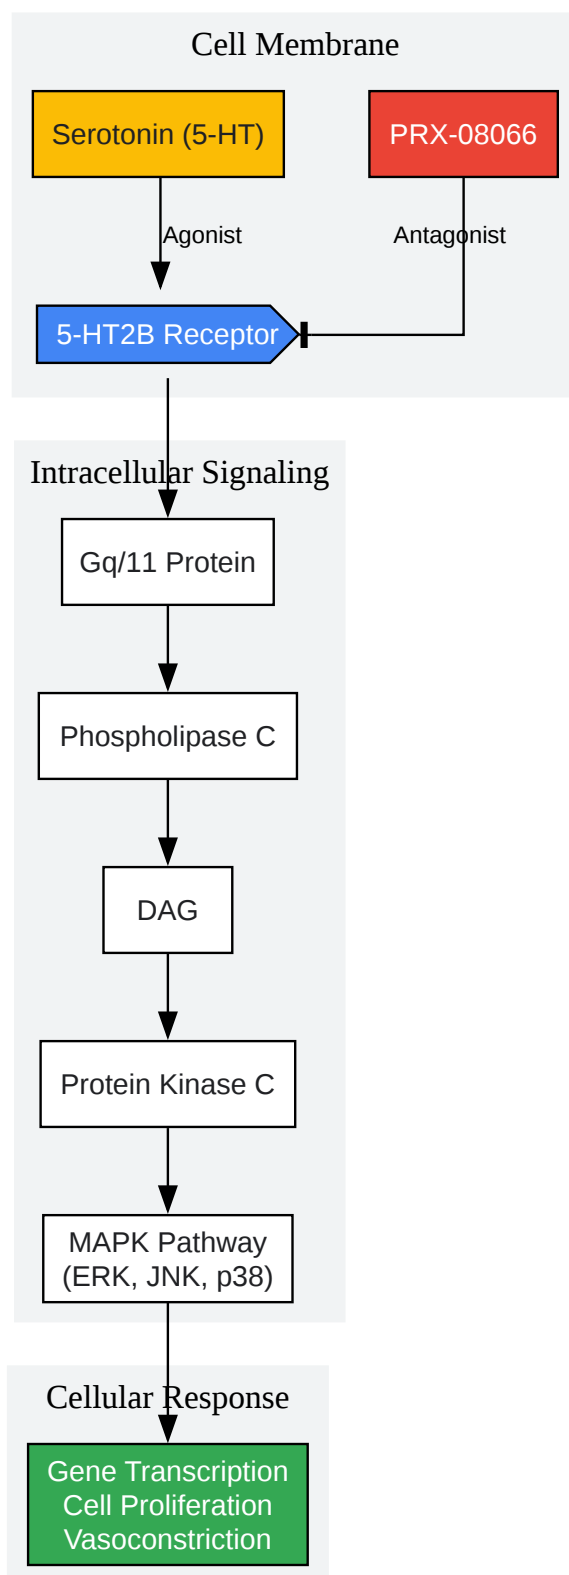 Cell Membrane
Serotonin (5-HT)
PRX-08066
Agonist
Antagonist
5-HT2B Receptor
Intracellular Signaling
Gq/11 Protein
Phospholipase C
DAG
Protein Kinase C
MAPK Pathway
(ERK, JNK, p38)
Cellular Response
Gene Transcription
Cell Proliferation
Vasoconstriction